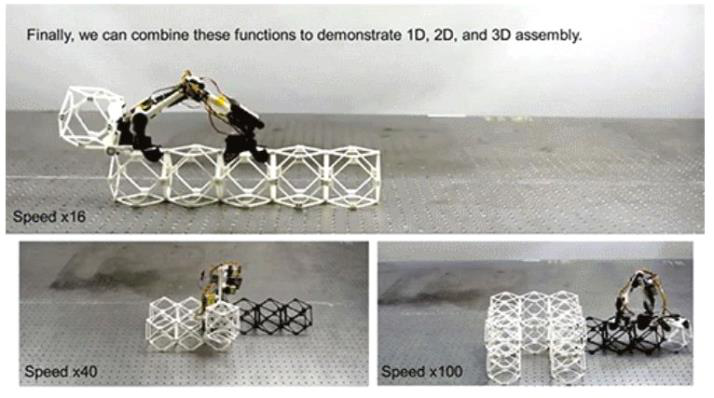 Finally, we can combine these functions to demonstrate 1D, 2D, and 3D assembly.
Speed x16
Speed x40
Speed x100